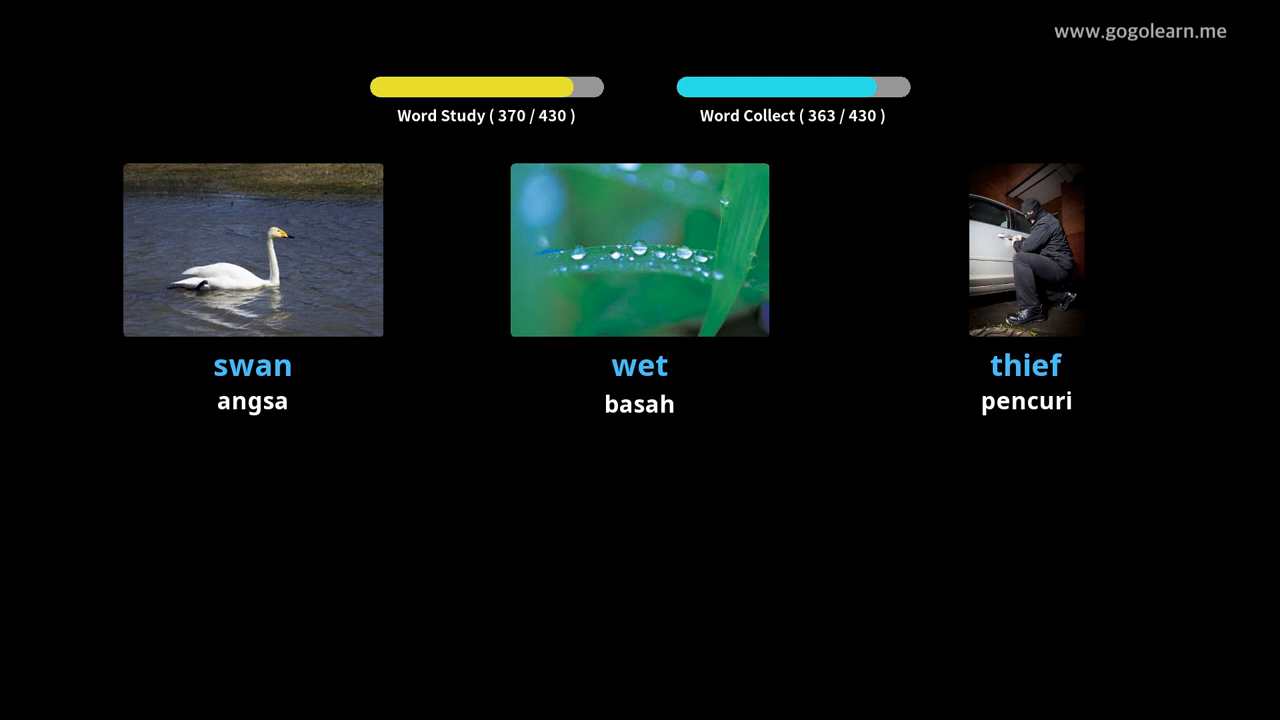 www.gogolearn.me
Word Study ( 370 / 430 )
Word Collect ( 363 / 430 )
swan
angsa
wet
basah
thief
pencuri